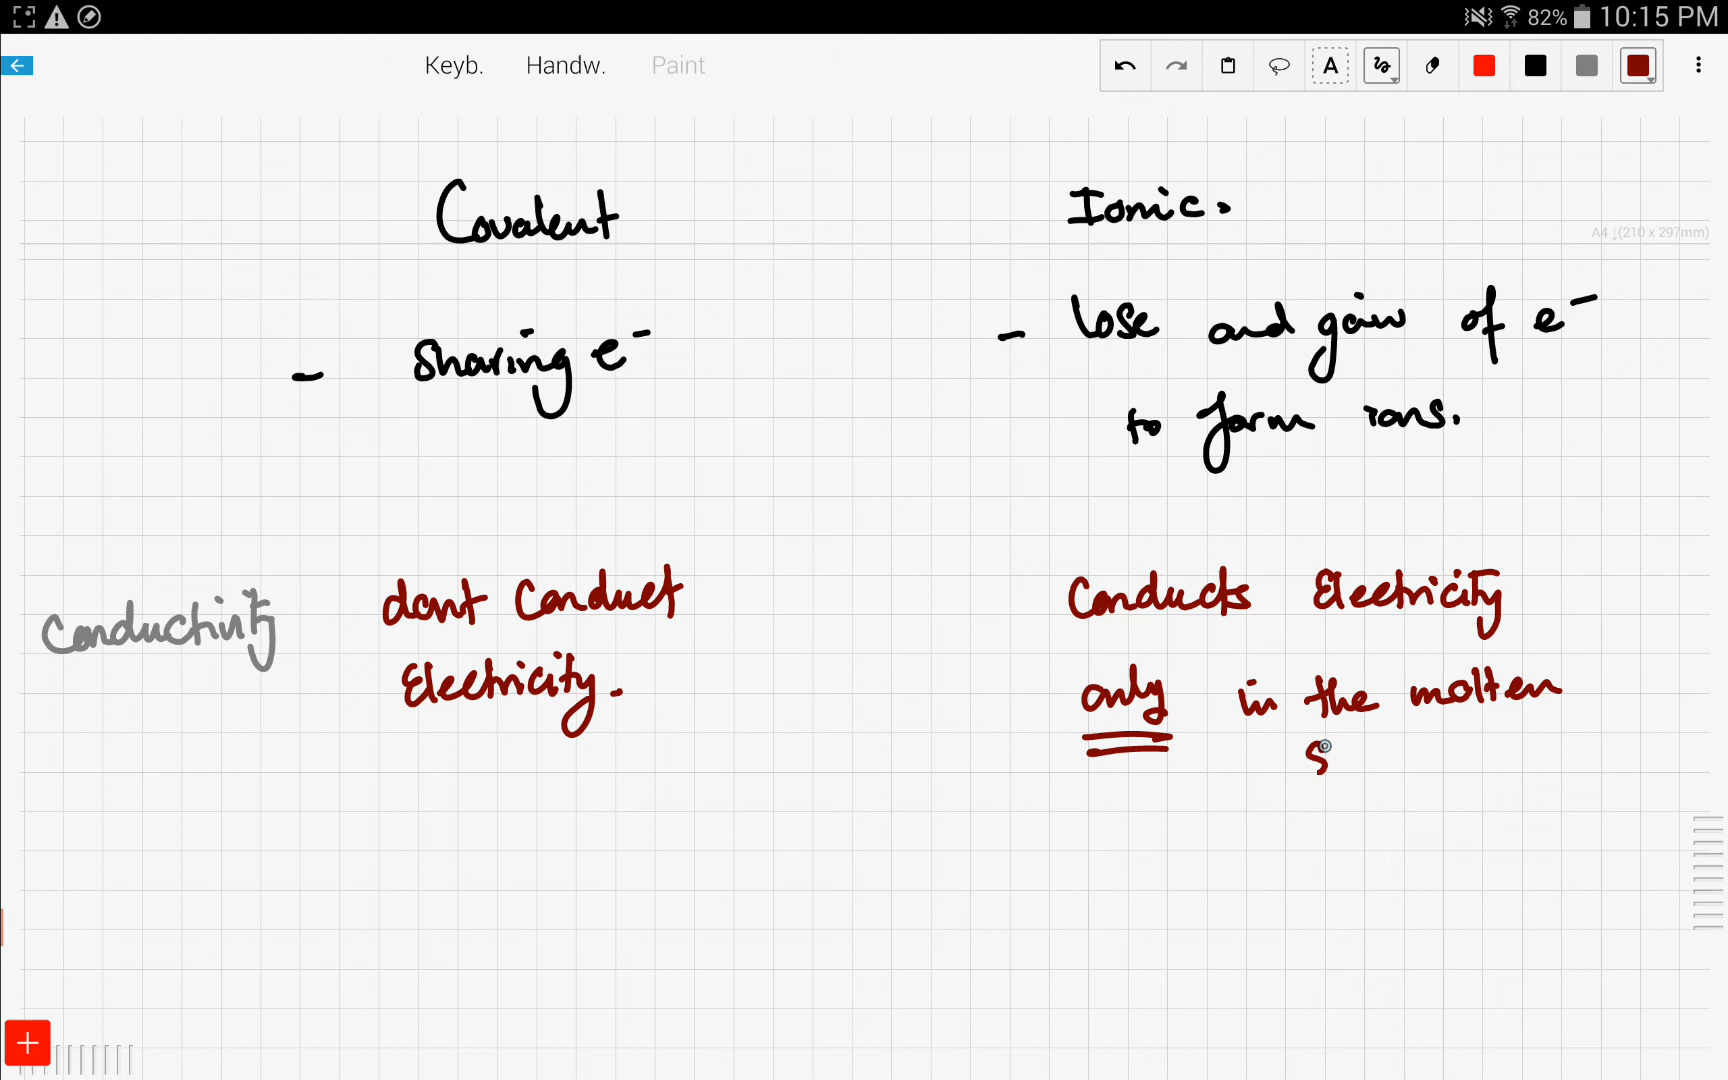 82% 10:15 PM
Keyb. Handw. Paint
A
Covalent Ionic.
A4 ↓(210 x 297mm)
- sharing e⁻
- lose and gain of e⁻
to form ions.
Conductivity
dont Conduct
Electricity.
Conducts Electricity
only in the molten
s